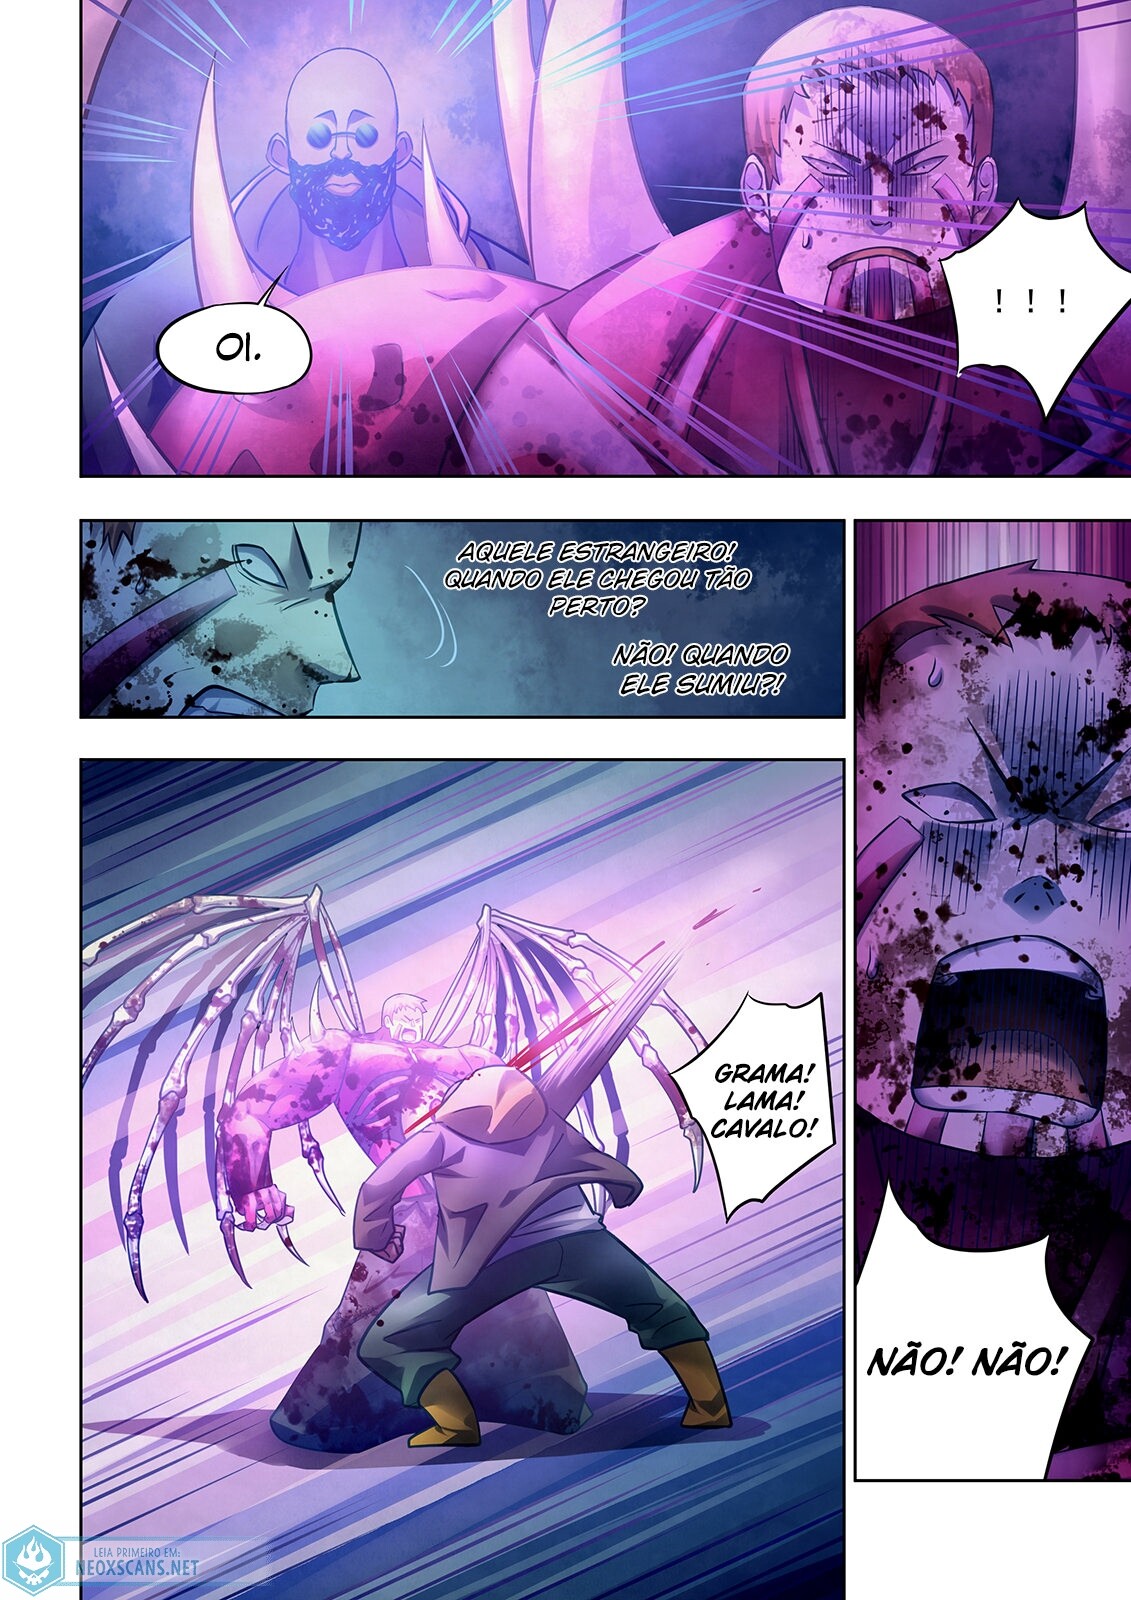 OI.
! ! !
AQUELE ESTRANGEIRO!
QUANDO ELE CHEGOU TÃO
PERTO?
NÃO! QUANDO
ELE SUMIU?!
NÃO! NÃO!
GRAMA!
LAMA!
CAVALO!
LEIA PRIMEIRO EM:
NEOXSCANS.NET